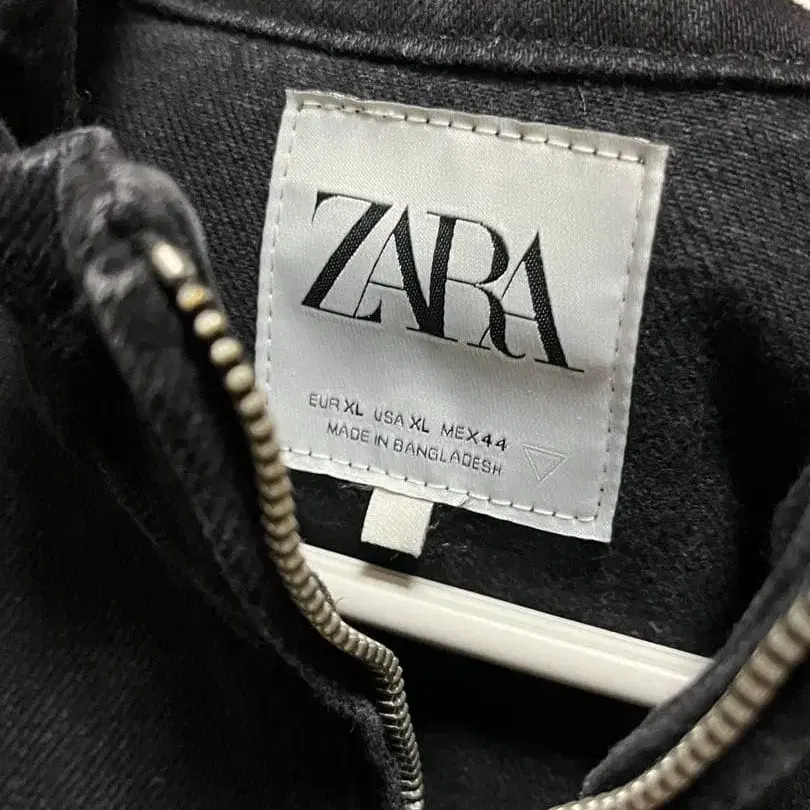 ZARA
EUR XL USA XL MEX 44
MADE IN BANGLADESH